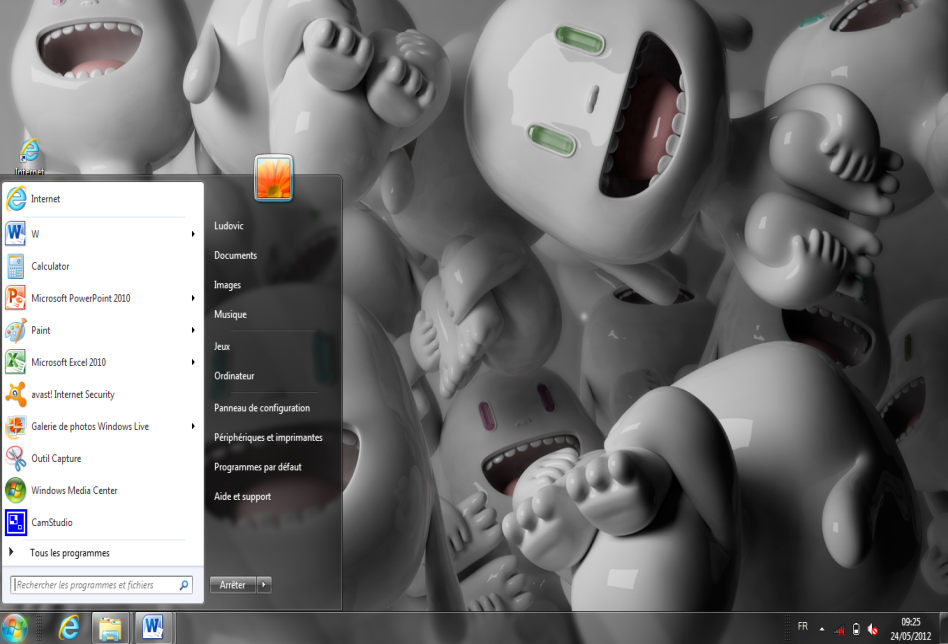 Internet
Internet
W
Calculator
Microsoft PowerPoint 2010
Paint
Microsoft Excel 2010
avast! Internet Security
Galerie de photos Windows Live
Outil Capture
Windows Media Center
CamStudio
Tous les programmes
Rechercher les programmes et fichiers
Ludovic
Documents
Images
Musique
Jeux
Ordinateur
Panneau de configuration
Périphériques et imprimantes
Programmes par défaut
Aide et support
Arrêter
FR
09:25
24/05/2012